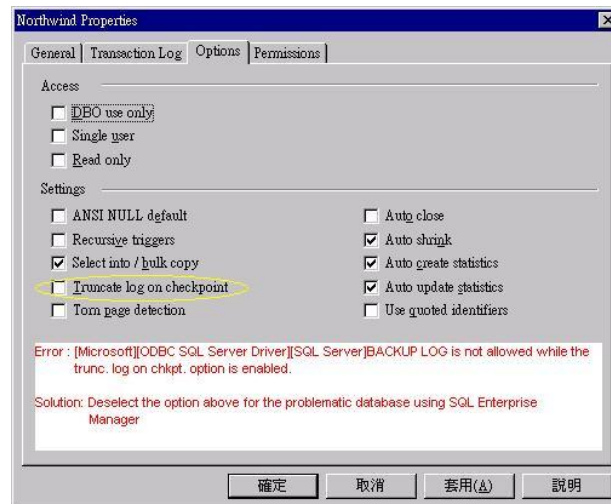 Northwind Properties
General
Transaction Log
Options
Permissions
Access
DBO use only
Single user
Read only
Settings
ANSI NULL default
Recursive triggers
Select into / bulk copy
Truncate log on checkpoint
Torn page detection
Auto close
Auto shrink
Auto create statistics
Auto update statistics
Use quoted identifiers
Error : [Microsoft][ODBC SQL Server Driver][SQL Server]BACKUP LOG is not allowed while the
trunc. log on chkpt. option is enabled.
Solution: Deselect the option above for the problematic database using SQL Enterprise
Manager
確定
取消
套用(A)
說明